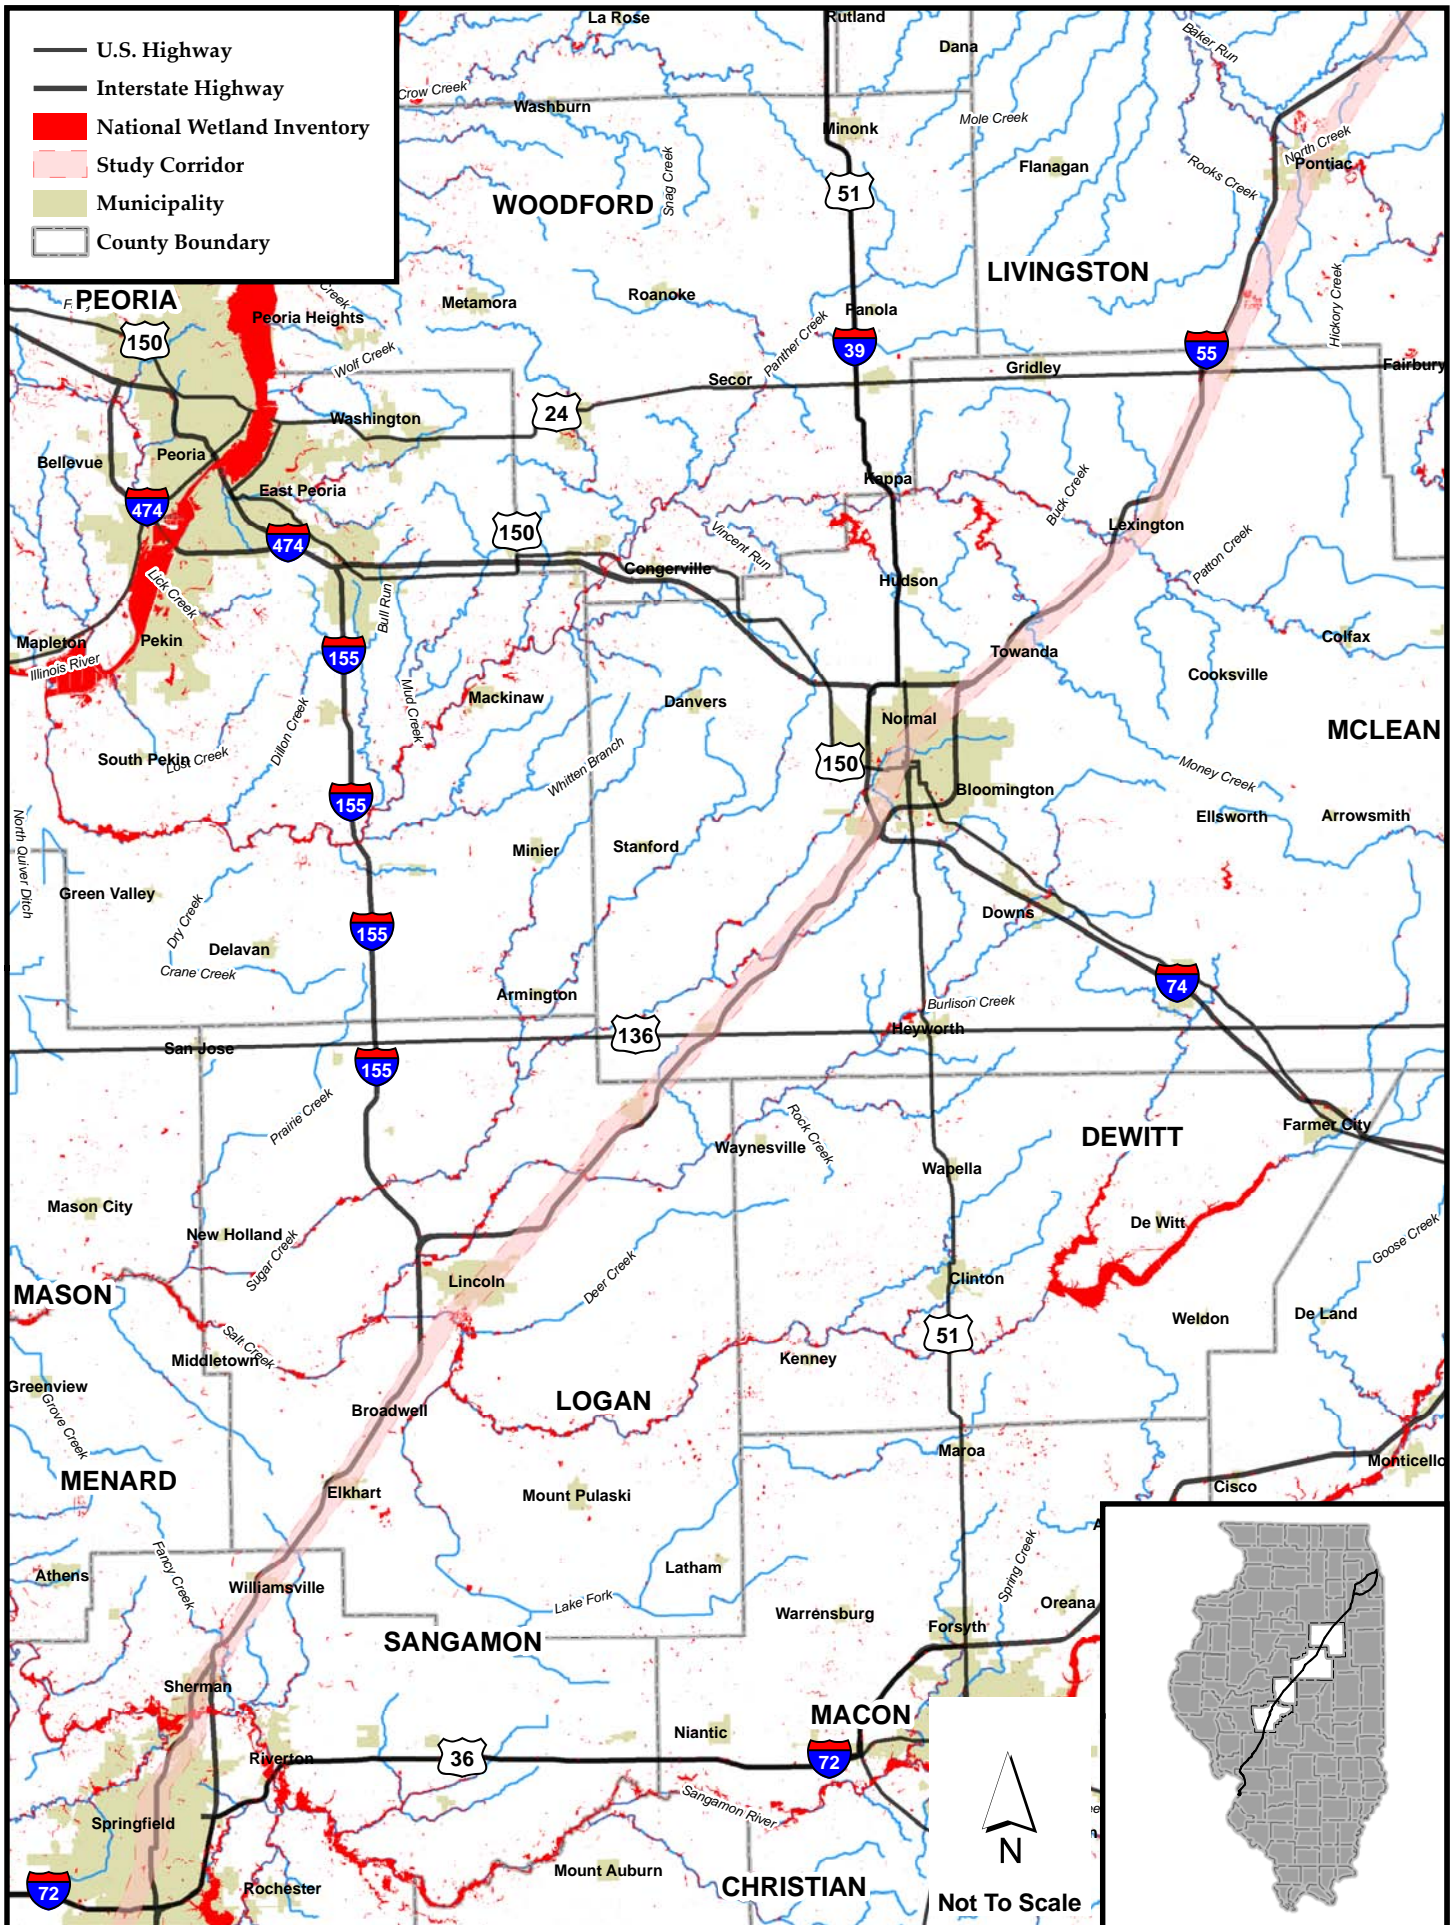 U.S. Highway
Interstate Highway
National Wetland Inventory
Study Corridor
Municipality
County Boundary
La Rose
Rutland
Dana
Baker Run
Crow Creek
Washburn
Minonk
Mole Creek
Flanagan
North Creek
Pontiac
Rooks Creek
Snag Creek
51
WOODFORD
LIVINGSTON
PEORIA
Creek
Peoria Heights
Metamora
Roanoke
Panola
Hickory Creek
150
Wolf Creek
Panther Creek
39
55
Fairbury
Gridley
Secor
24
Washington
Bellevue
Peoria
East Peoria
Kappa
Buck Creek
474
474
150
Vincent Run
Lexington
Patton Creek
Congerville
Hudson
Lick Creek
Bull Run
Mapleton
Pekin
Illinois River
155
Colfax
Towanda
Cooksville
Mackinaw
Danvers
Mud Creek
Normal
MCLEAN
South Pekin
Lost Creek
Dillon Creek
Whitten Branch
150
Money Creek
155
Bloomington
Ellsworth
Arrowsmith
North Quiver Ditch
Minier
Stanford
Green Valley
Downs
Dry Creek
155
Delavan
Crane Creek
Armington
74
Burlison Creek
Heyworth
136
San Jose
155
Prairie Creek
Rock Creek
Waynesville
DEWITT
Farmer City
Wapella
Mason City
New Holland
De Witt
Goose Creek
Sugar Creek
Deer Creek
Lincoln
Clinton
MASON
Weldon
De Land
51
Salt Creek
Middletown
Kenney
Greenview
LOGAN
Broadwell
Grove Creek
Maroa
Monticello
MENARD
Elkhart
Mount Pulaski
Cisco
Fancy Creek
Athens
Williamsville
Latham
Spring Creek
Lake Fork
Oreana
Warrensburg
Forsyth
SANGAMON
Sherman
MACON
Niantic
Riverton
36
72
Sangamon River
Springfield
Mount Auburn
N
72
Rochester
CHRISTIAN
Not To Scale